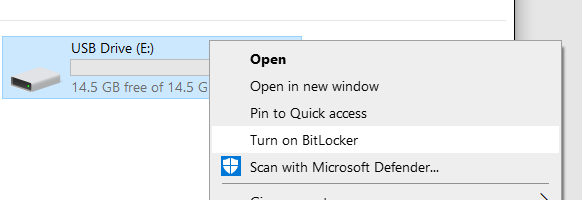 USB Drive (E:)
14.5 GB free of 14.5 G
Open
Open in new window
Pin to Quick access
Turn on BitLocker
Scan with Microsoft Defender...